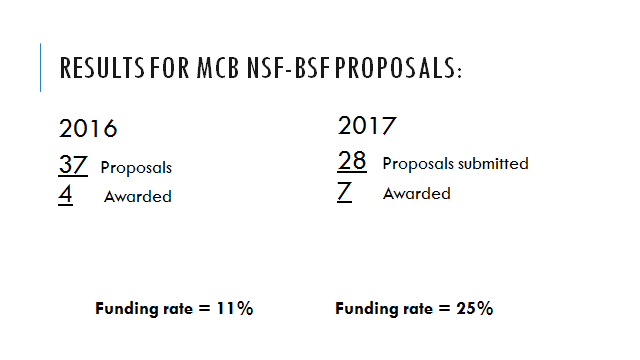 RESULTS FOR MCB NSF-BSF PROPOSALS:
2016
37 Proposals
4 Awarded
Funding rate = 11%
2017
28 Proposals submitted
7 Awarded
Funding rate = 25%